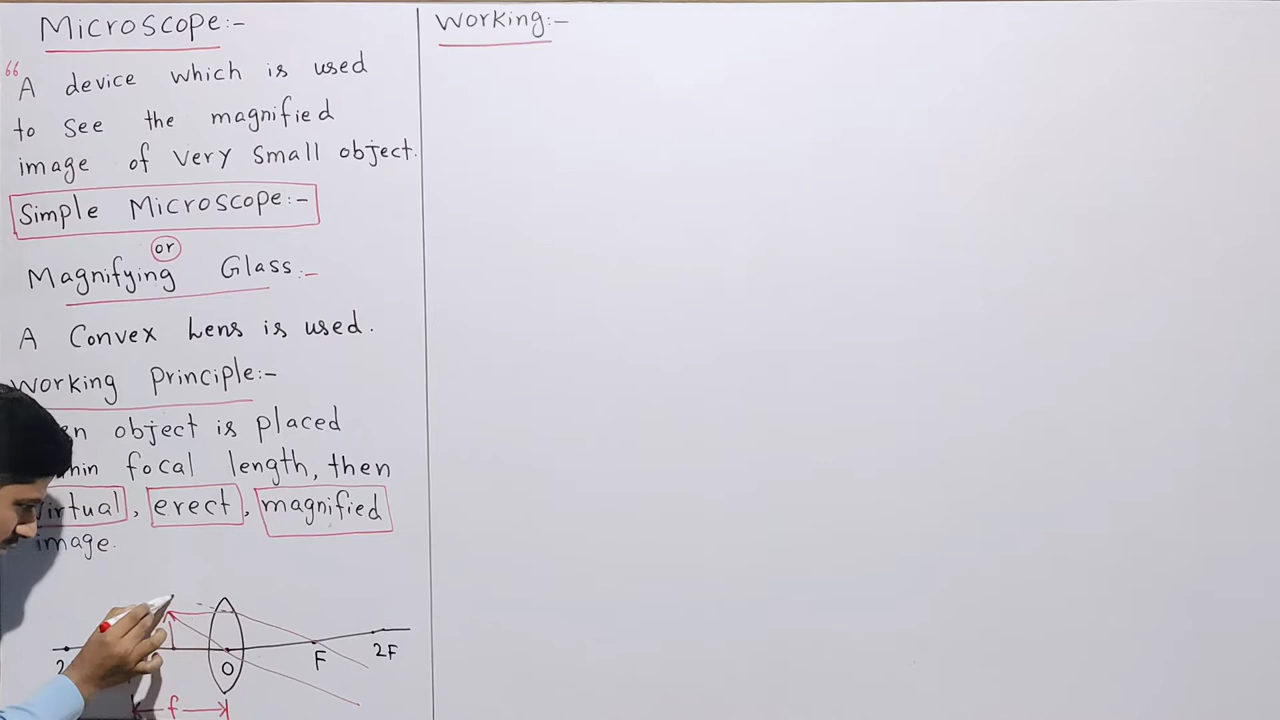 Microscope:-
“ A device which is used
to see the magnified
image of very small object.
Simple Microscope:-
or
Magnifying Glass:-
A Convex Lens is used.
Working Principle:-
object is placed
focal length, then
virtual, erect, magnified
image.
O
F
2F
f
Working:-